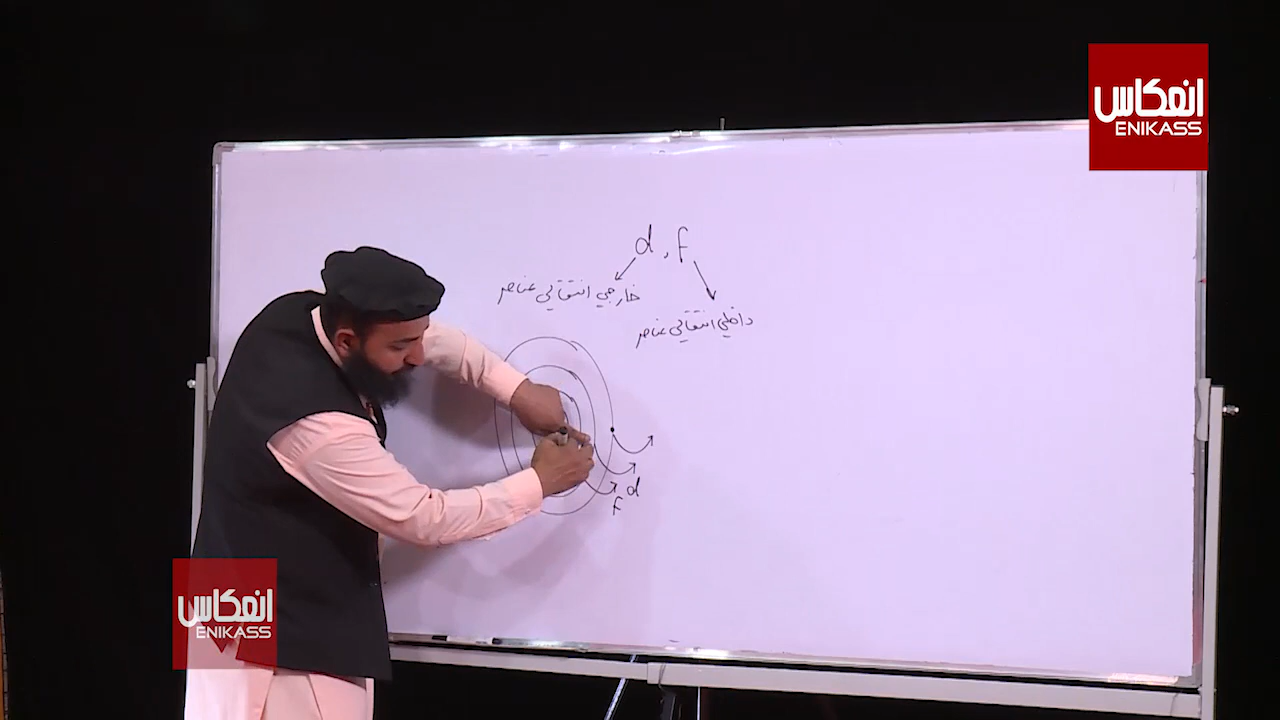 انعکاس
ENIKASS
d , f
خارجي انتقالي عناصر
داخلي انتقالي عناصر
d
f
انعکاس
ENIKASS